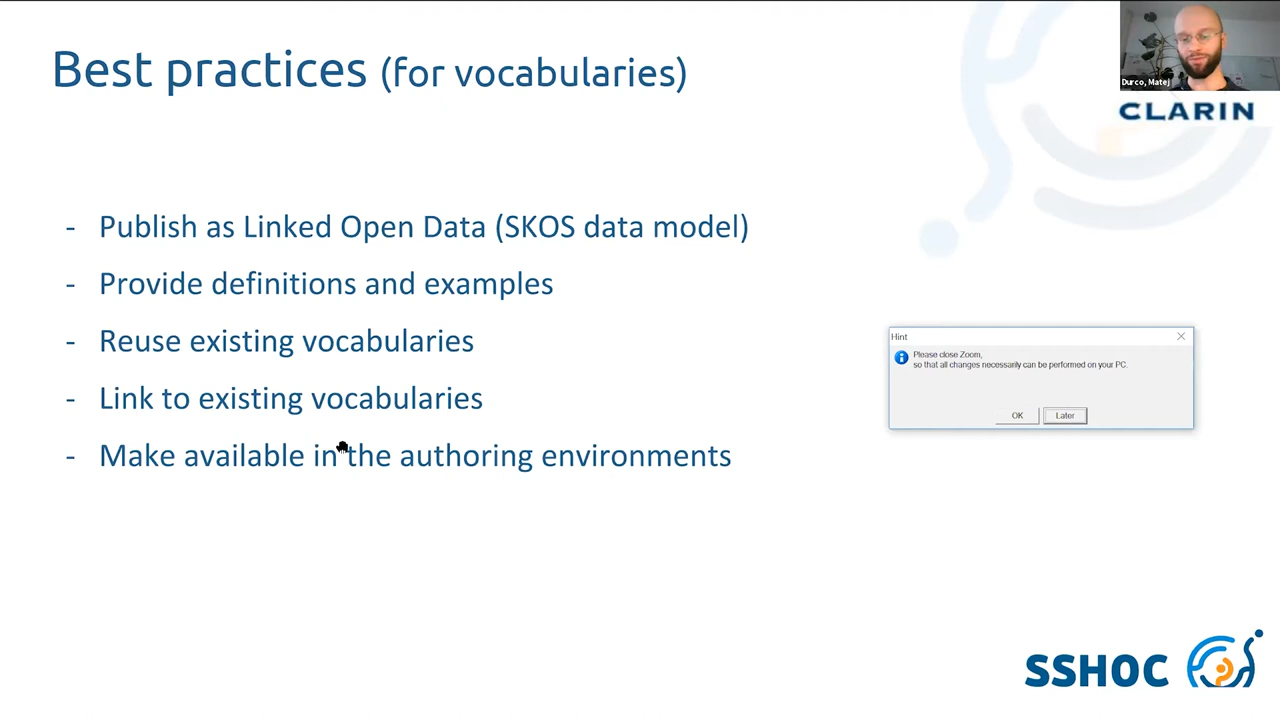 Best practices (for vocabularies)
Durco, Matej
CLARIN
- Publish as Linked Open Data (SKOS data model)
- Provide definitions and examples
- Reuse existing vocabularies
- Link to existing vocabularies
- Make available in the authoring environments
Hint
Please close Zoom,
so that all changes necessarily can be performed on your PC.
OK
Later
SSHOC